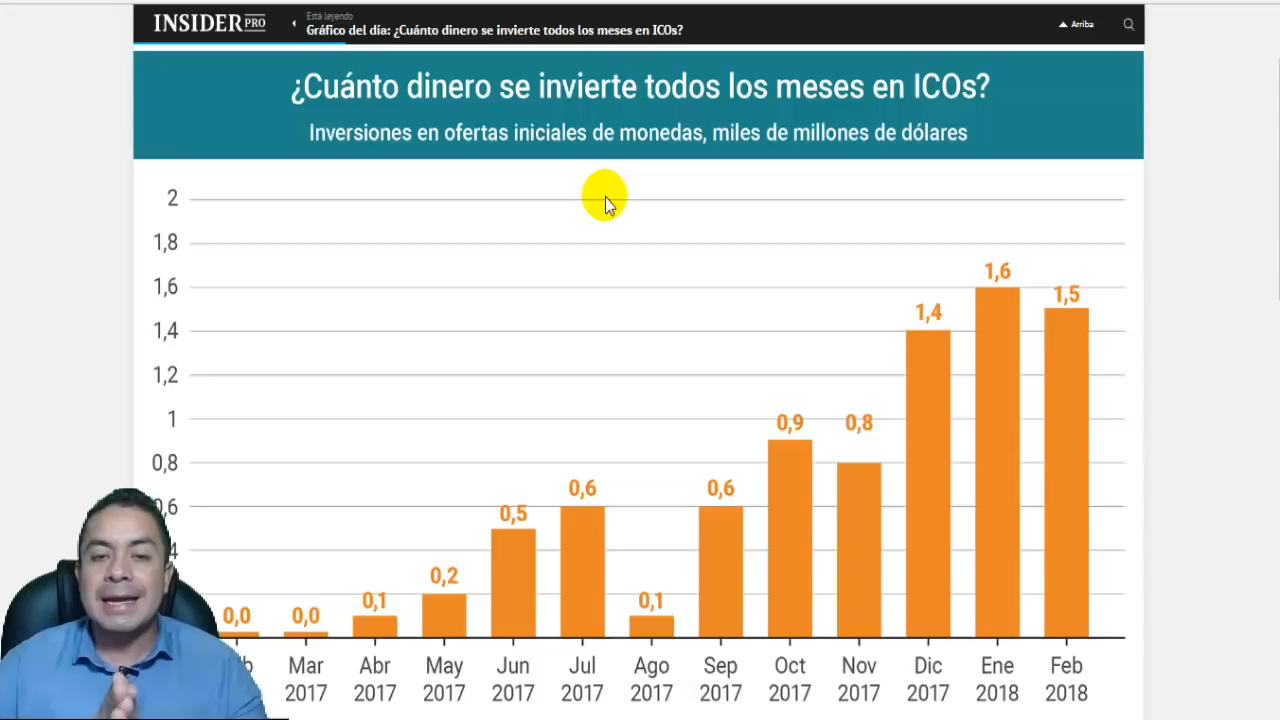 INSIDER PRO
Está leyendo
Gráfico del día: ¿Cuánto dinero se invierte todos los meses en ICOs?
Arriba
¿Cuánto dinero se invierte todos los meses en ICOs?
Inversiones en ofertas iniciales de monedas, miles de millones de dólares
2
1,8
1,6
1,4
1,2
1
0,8
0,6
4
0,0 0,0 0,1 0,2 0,5 0,6 0,1 0,6 0,9 0,8 1,4 1,6 1,5
b Mar Abr May Jun Jul Ago Sep Oct Nov Dic Ene Feb
2017 2017 2017 2017 2017 2017 2017 2017 2017 2017 2018 2018